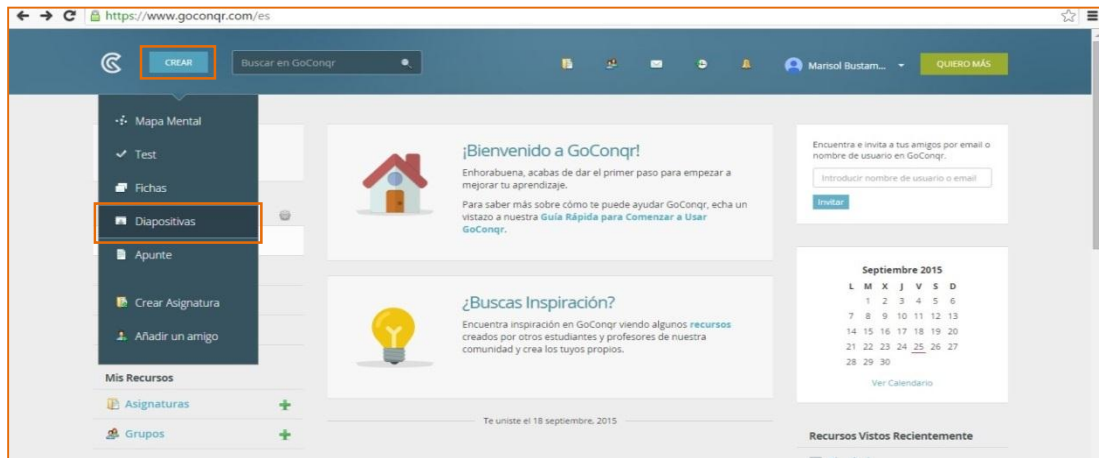 https://www.goconqr.com/es
CREAR
Buscar en GoConqr
Marisol Bustam...
QUIERO MÁS
Mapa Mental
Test
Fichas
Diapositivas
Apunte
Crear Asignatura
Añadir un amigo
Mis Recursos
Asignaturas
Grupos
¡Bienvenido a GoConqr!
Enhorabuena, acabas de dar el primer paso para empezar a
mejorar tu aprendizaje.
Para saber más sobre cómo te puede ayudar GoConqr, echa un
vistazo a nuestra Guía Rápida para Comenzar a Usar
GoConqr.
¿Buscas Inspiración?
Encuentra inspiración en GoConqr viendo algunos recursos
creados por otros estudiantes y profesores de nuestra
comunidad y crea los tuyos propios.
Te uniste el 18 septiembre, 2015
Encuentra e invita a tus amigos por email o
nombre de usuario en GoConqr.
Introducir nombre de usuario o email
Invitar
Septiembre 2015
L M X J V S D
1 2 3 4 5 6
7 8 9 10 11 12 13
14 15 16 17 18 19 20
21 22 23 24 25 26 27
28 29 30
Ver Calendario
Recursos Vistos Recientemente